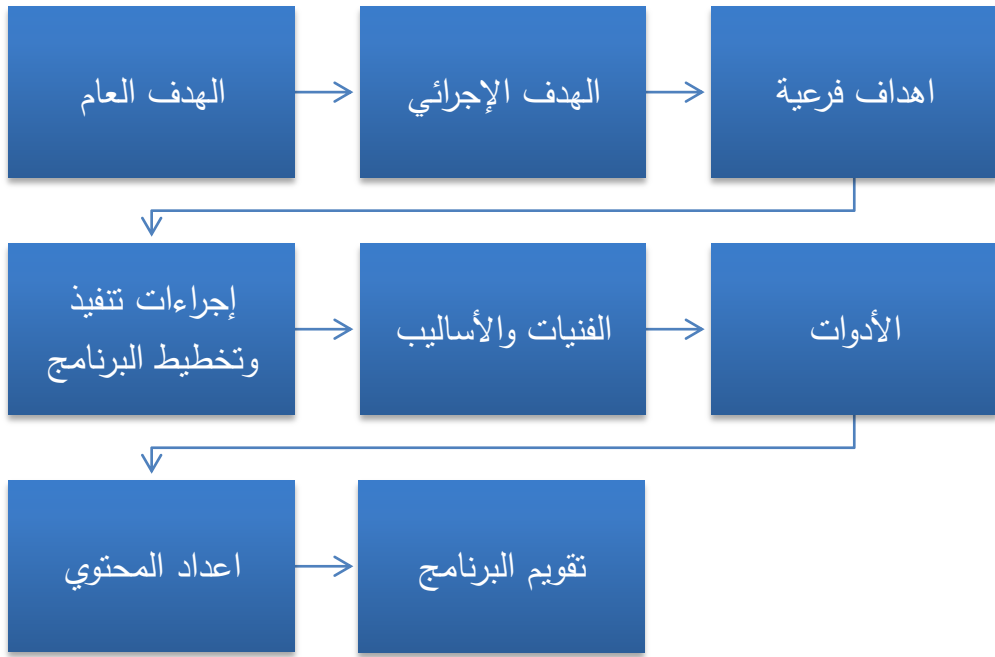 الهدف العام
الهدف الإجرائي
اهداف فرعية
إجراءات تنفيذ
وتخطيط البرنامج
الفنيات والأساليب
الأدوات
اعداد المحتوي
تقويم البرنامج